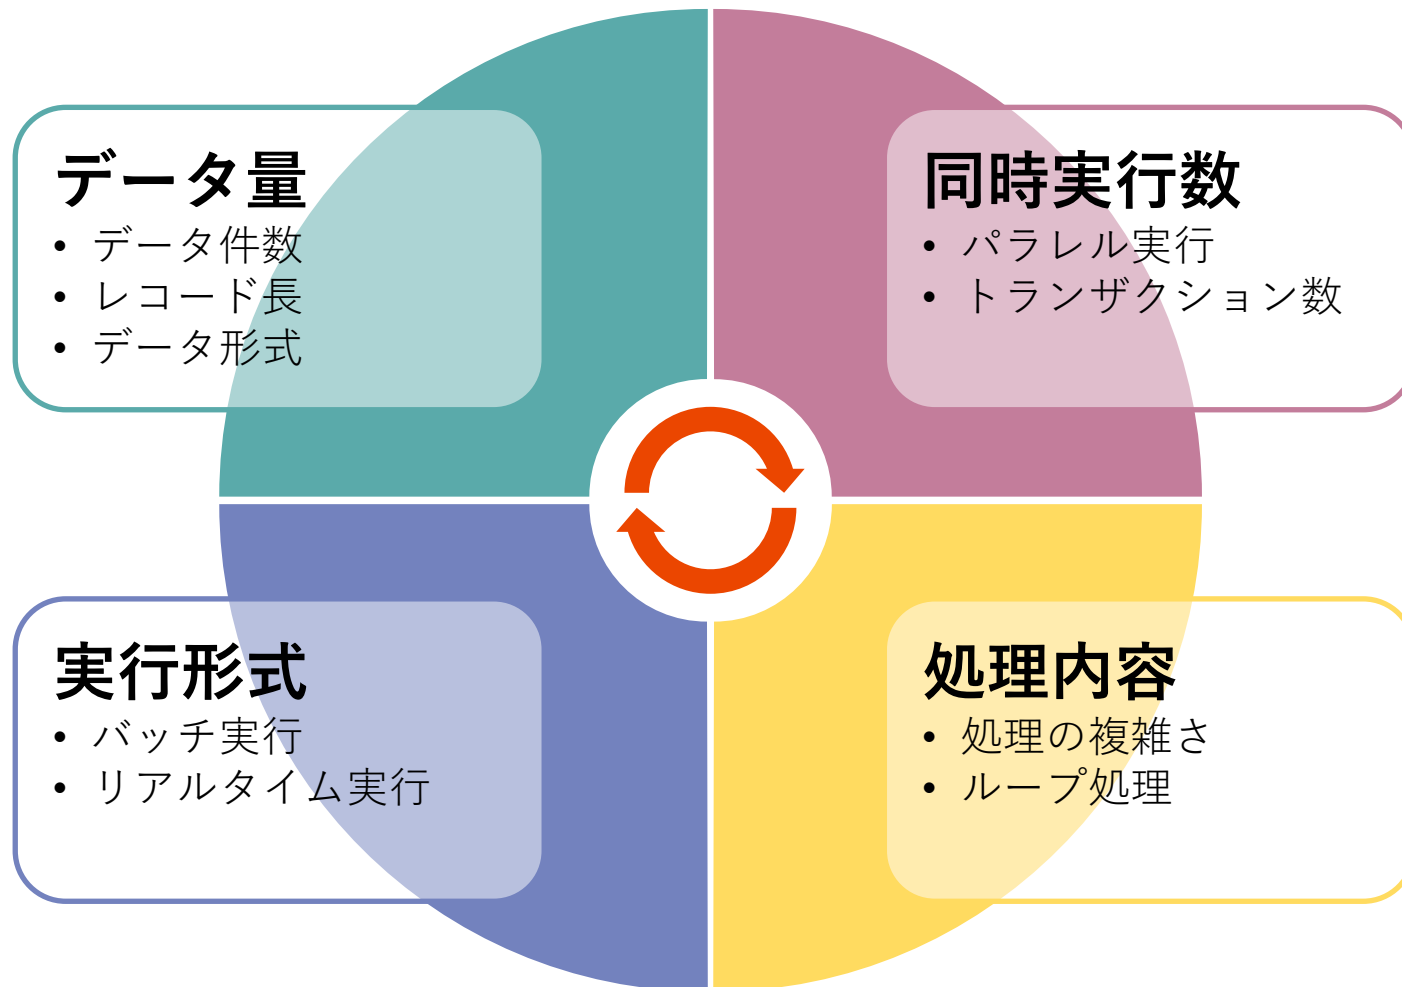 データ量
• データ件数
• レコード長
• データ形式
同時実行数
• パラレル実行
• トランザクション数
実行形式
• バッチ実行
• リアルタイム実行
処理内容
• 処理の複雑さ
• ループ処理